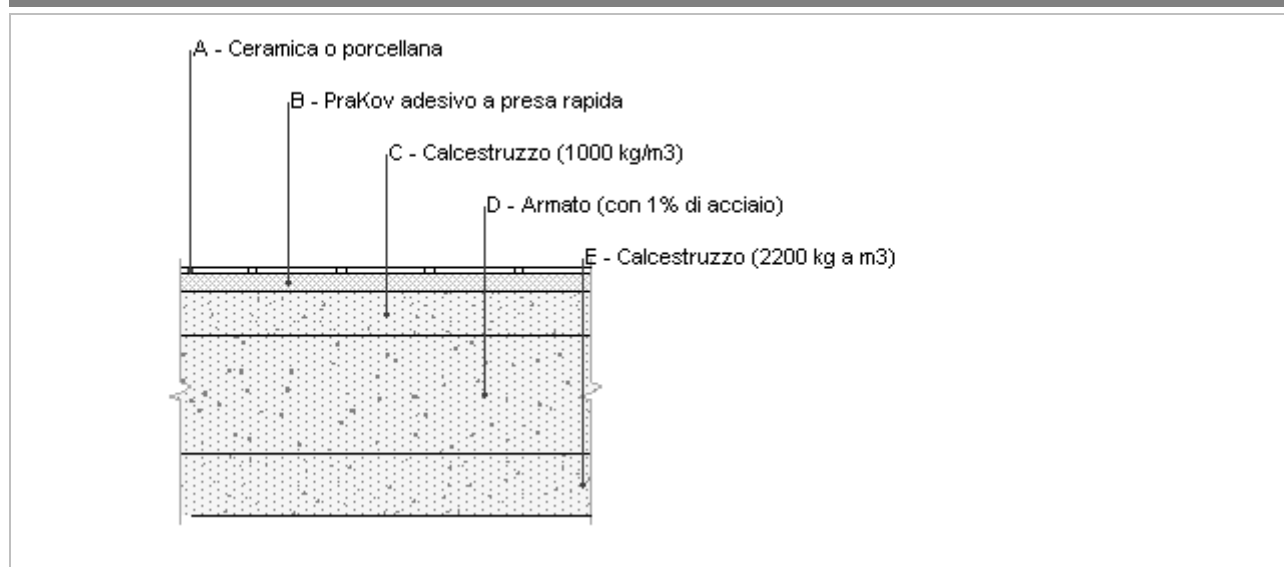 A - Ceramica o porcellana
B - PraKov adesivo a presa rapida
C - Calcestruzzo (1000 kg/m3)
D - Armato (con 1% di acciaio)
E - Calcestruzzo (2200 kg a m3)